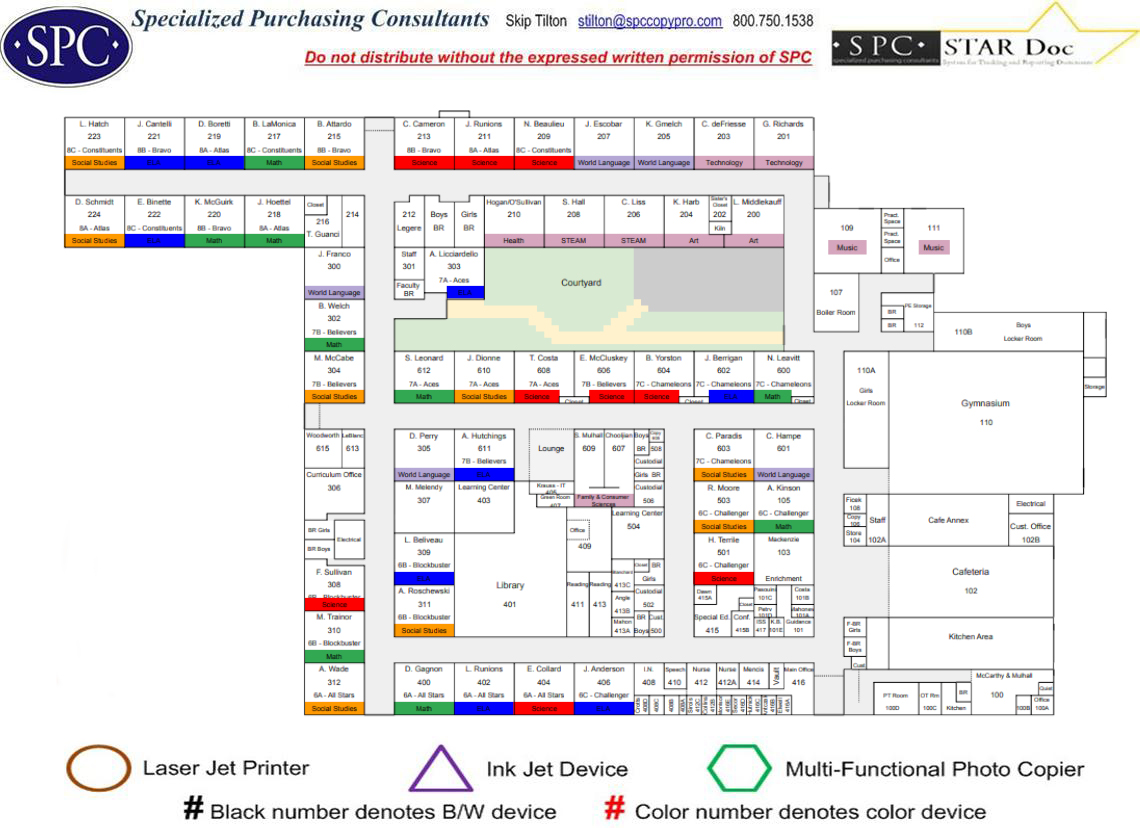 Specialized Purchasing Consultants Skip Tilton stilton@spccopypro.com 800.750.1538
·SPC·
Do not distribute without the expressed written permission of SPC
·SPC· STAR Doc
specialized purchasing consultants System for Tracking and Reporting Documents
L. Hatch J. Cantelli D. Boretti B. LaMonica B. Attardo C. Cameron J. Runions N. Beaulieu J. Escobar K. Gmelch C. deFriesse G. Richards
223 221 219 217 215 213 211 209 207 205 203 201
8C - Constituents 8B - Bravo 8A - Atlas 8C - Constituents 8B - Bravo 8B - Bravo 8A - Atlas 8C - Constituents
Social Studies ELA ELA Math Social Studies Science Science Science World Language World Language Technology Technology
D. Schmidt E. Binette K. McGuirk J. Hoettel Closet 214 212 Boys Girls Hogan/O'Sullivan S. Hall C. Liss K. Harb Sister's Closet L. Middlekauff
224 222 220 218 216 Legere BR BR 210 208 206 204 202 200
8A - Atlas 8C - Constituents 8B - Bravo 8A - Atlas T. Guanci Kiln
Social Studies ELA Math Math Health STEAM STEAM Art Art
109 Music
Pract. Space
Pract. Space
Office
111 Music
J. Franco
300
World Language
Staff
301
Faculty BR
A. Licciardello
303
7A - Aces
ELA
Courtyard
107
Boiler Room
BR
BR
PE Storage
112
B. Welch
302
7B - Believers
Math
110B
Boys
Locker Room
M. McCabe S. Leonard J. Dionne T. Costa E. McCluskey B. Yorston J. Berrigan N. Leavitt
304 612 610 608 606 604 602 600
7B - Believers 7A - Aces 7A - Aces 7A - Aces 7B - Believers 7C - Chameleons 7C - Chameleons 7C - Chameleons
Social Studies Math Social Studies Science Closet Science Science Closet ELA Math Closet
110A
Girls
Locker Room
Gymnasium
110
Storage
Woodworth LeBlanc
615 613
D. Perry
305
World Language
A. Hutchings
611
7B - Believers
ELA
Lounge
S. Mulhall Chooljian
609 607
Family & Consumer
Sciences
Boys
BR
508
Custodial
Girls BR
Custodial
506
C. Paradis
603
7C - Chameleons
Social Studies
C. Hampe
601
World Language
Curriculum Office
306
M. Melendy
307
Learning Center
403
Krauss - IT
405
Green Room
407
Learning Center
504
R. Moore
503
6C - Challenger
Social Studies
A. Kinson
105
6C - Challenger
Math
Ficek
108
Copy
106
Store
104
Staff
102A
Cafe Annex
Electrical
Cust. Office
102B
BR Girls
BR Boys
Electrical
L. Beliveau
309
6B - Blockbuster
ELA
Office
409
H. Terrile
501
6C - Challenger
Science
Mackenzie
103
Enrichment
Cafeteria
102
F. Sullivan
308
6B - Blockbuster
Science
A. Roschewski
311
6B - Blockbuster
Social Studies
Library
401
Reading Reading
411 413
413C
Angle
413B
Mahon
413A
Closet BR
Girls
Custodial
502
BR Cust.
Boys 500
Dawn
415A
Special Ed.
415
Closet
Conf.
415B
Pasquini
101C
Petry
101D
ISS
417
K.B.
101E
Costa
101B
Mahoney
101A
Guidance
101
M. Trainor
310
6B - Blockbuster
Math
F-BR
Girls
F-BR
Boys
Cust
Kitchen Area
A. Wade D. Gagnon L. Runions E. Collard J. Anderson I.N. Speech Nurse Nurse Mencis Vault Main Office
312 400 402 404 406 408 410 412 412A 414 416
6A - All Stars 6A - All Stars 6A - All Stars 6A - All Stars 6C - Challenger
Social Studies Math ELA Science ELA
McCarthy & Mulhall
100
PT Room
100D
OT Rm
100C
BR
Kitchen
Quiet
Office
100B 100A
Laser Jet Printer Ink Jet Device Multi-Functional Photo Copier
# Black number denotes B/W device # Color number denotes color device